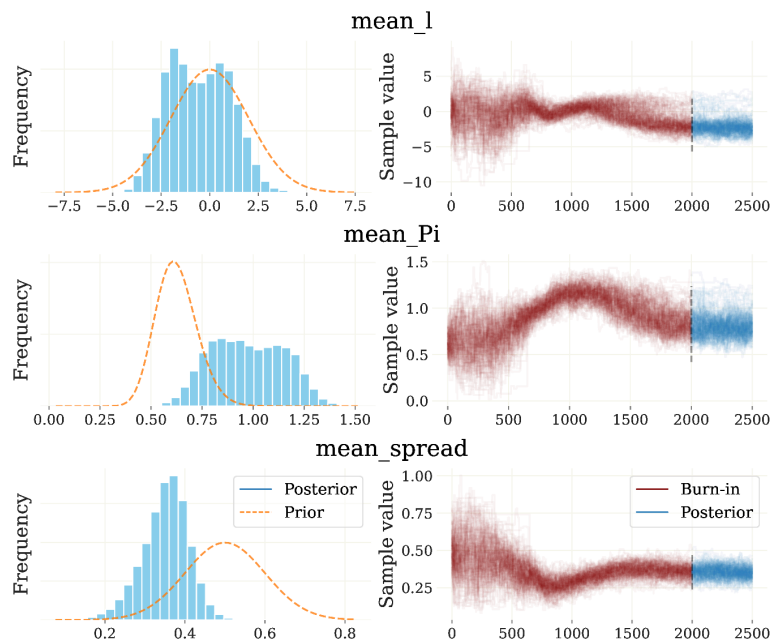 mean_l
Frequency
−7.5 −5.0 −2.5 0.0 2.5 5.0 7.5
Sample value
5
0
−5
−10
0 500 1000 1500 2000 2500
mean_Pi
Frequency
0.00 0.25 0.50 0.75 1.00 1.25 1.50
Sample value
1.5
1.0
0.5
0.0
0 500 1000 1500 2000 2500
mean_spread
Frequency
Posterior
Prior
0.2 0.4 0.6 0.8
Sample value
1.00
0.75
0.50
0.25
Burn-in
Posterior
0 500 1000 1500 2000 2500